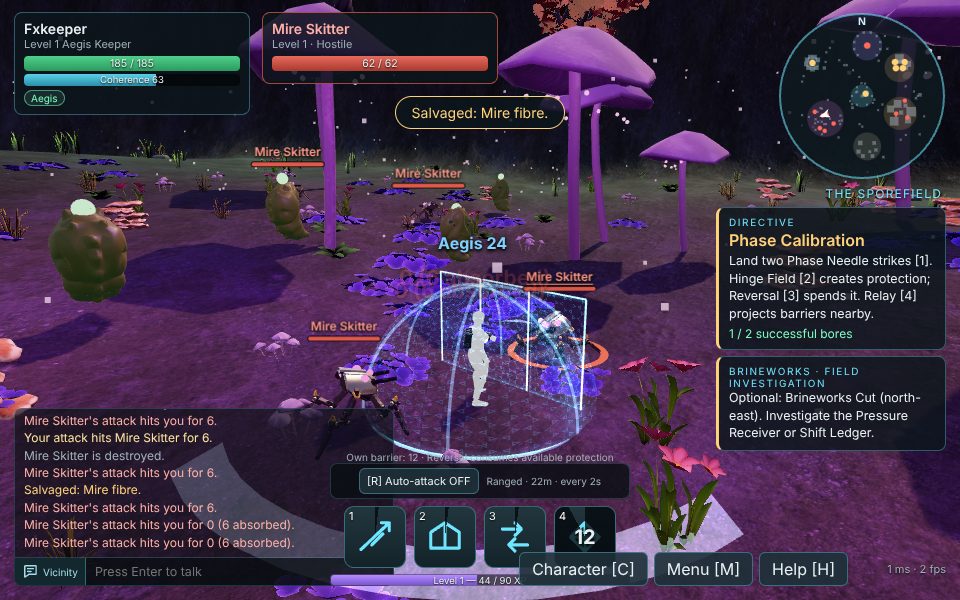 Fxkeeper
Level 1 Aegis Keeper
185 / 185
Coherence 63
Aegis
Mire Skitter
Level 1 · Hostile
62 / 62
Salvaged: Mire fibre.
N
THE SPOREFIELD
Mire Skitter
Mire Skitter
Aegis 24
Mire Skitter
Mire Skitter
DIRECTIVE
Phase Calibration
Land two Phase Needle strikes [1].
Hinge Field [2] creates protection;
Reversal [3] spends it. Relay [4]
projects barriers nearby.
1 / 2 successful bores
BRINEWORKS · FIELD
INVESTIGATION
Optional: Brineworks Cut (north-
east). Investigate the Pressure
Receiver or Shift Ledger.
Mire Skitter's attack hits you for 6.
Your attack hits Mire Skitter for 6.
Mire Skitter is destroyed.
Mire Skitter's attack hits you for 6.
Salvaged: Mire fibre.
Mire Skitter's attack hits you for 6.
Mire Skitter's attack hits you for 0 (6 absorbed).
Mire Skitter's attack hits you for 0 (6 absorbed).
Vicinity
Press Enter to talk
Own barrier: 12 · Reversal consumes available protection
[R] Auto-attack OFF
Ranged · 22m · every 2s
1
2
3
4
12
Level 1 — 44 / 90 X
Character [C]
Menu [M]
Help [H]
1 ms · 2 fps